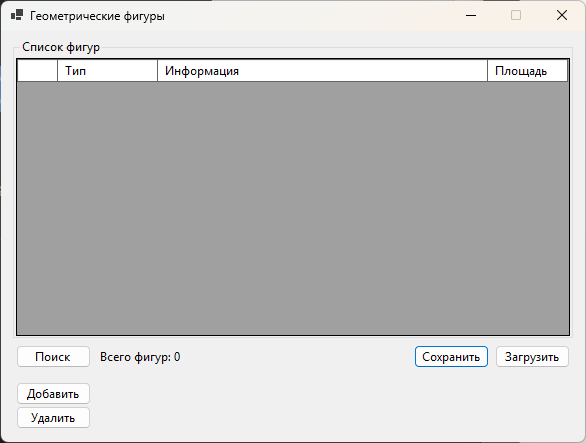 Геометрические фигуры
Список фигур
Тип Информация Площадь
Поиск Всего фигур: 0 Сохранить Загрузить
Добавить
Удалить